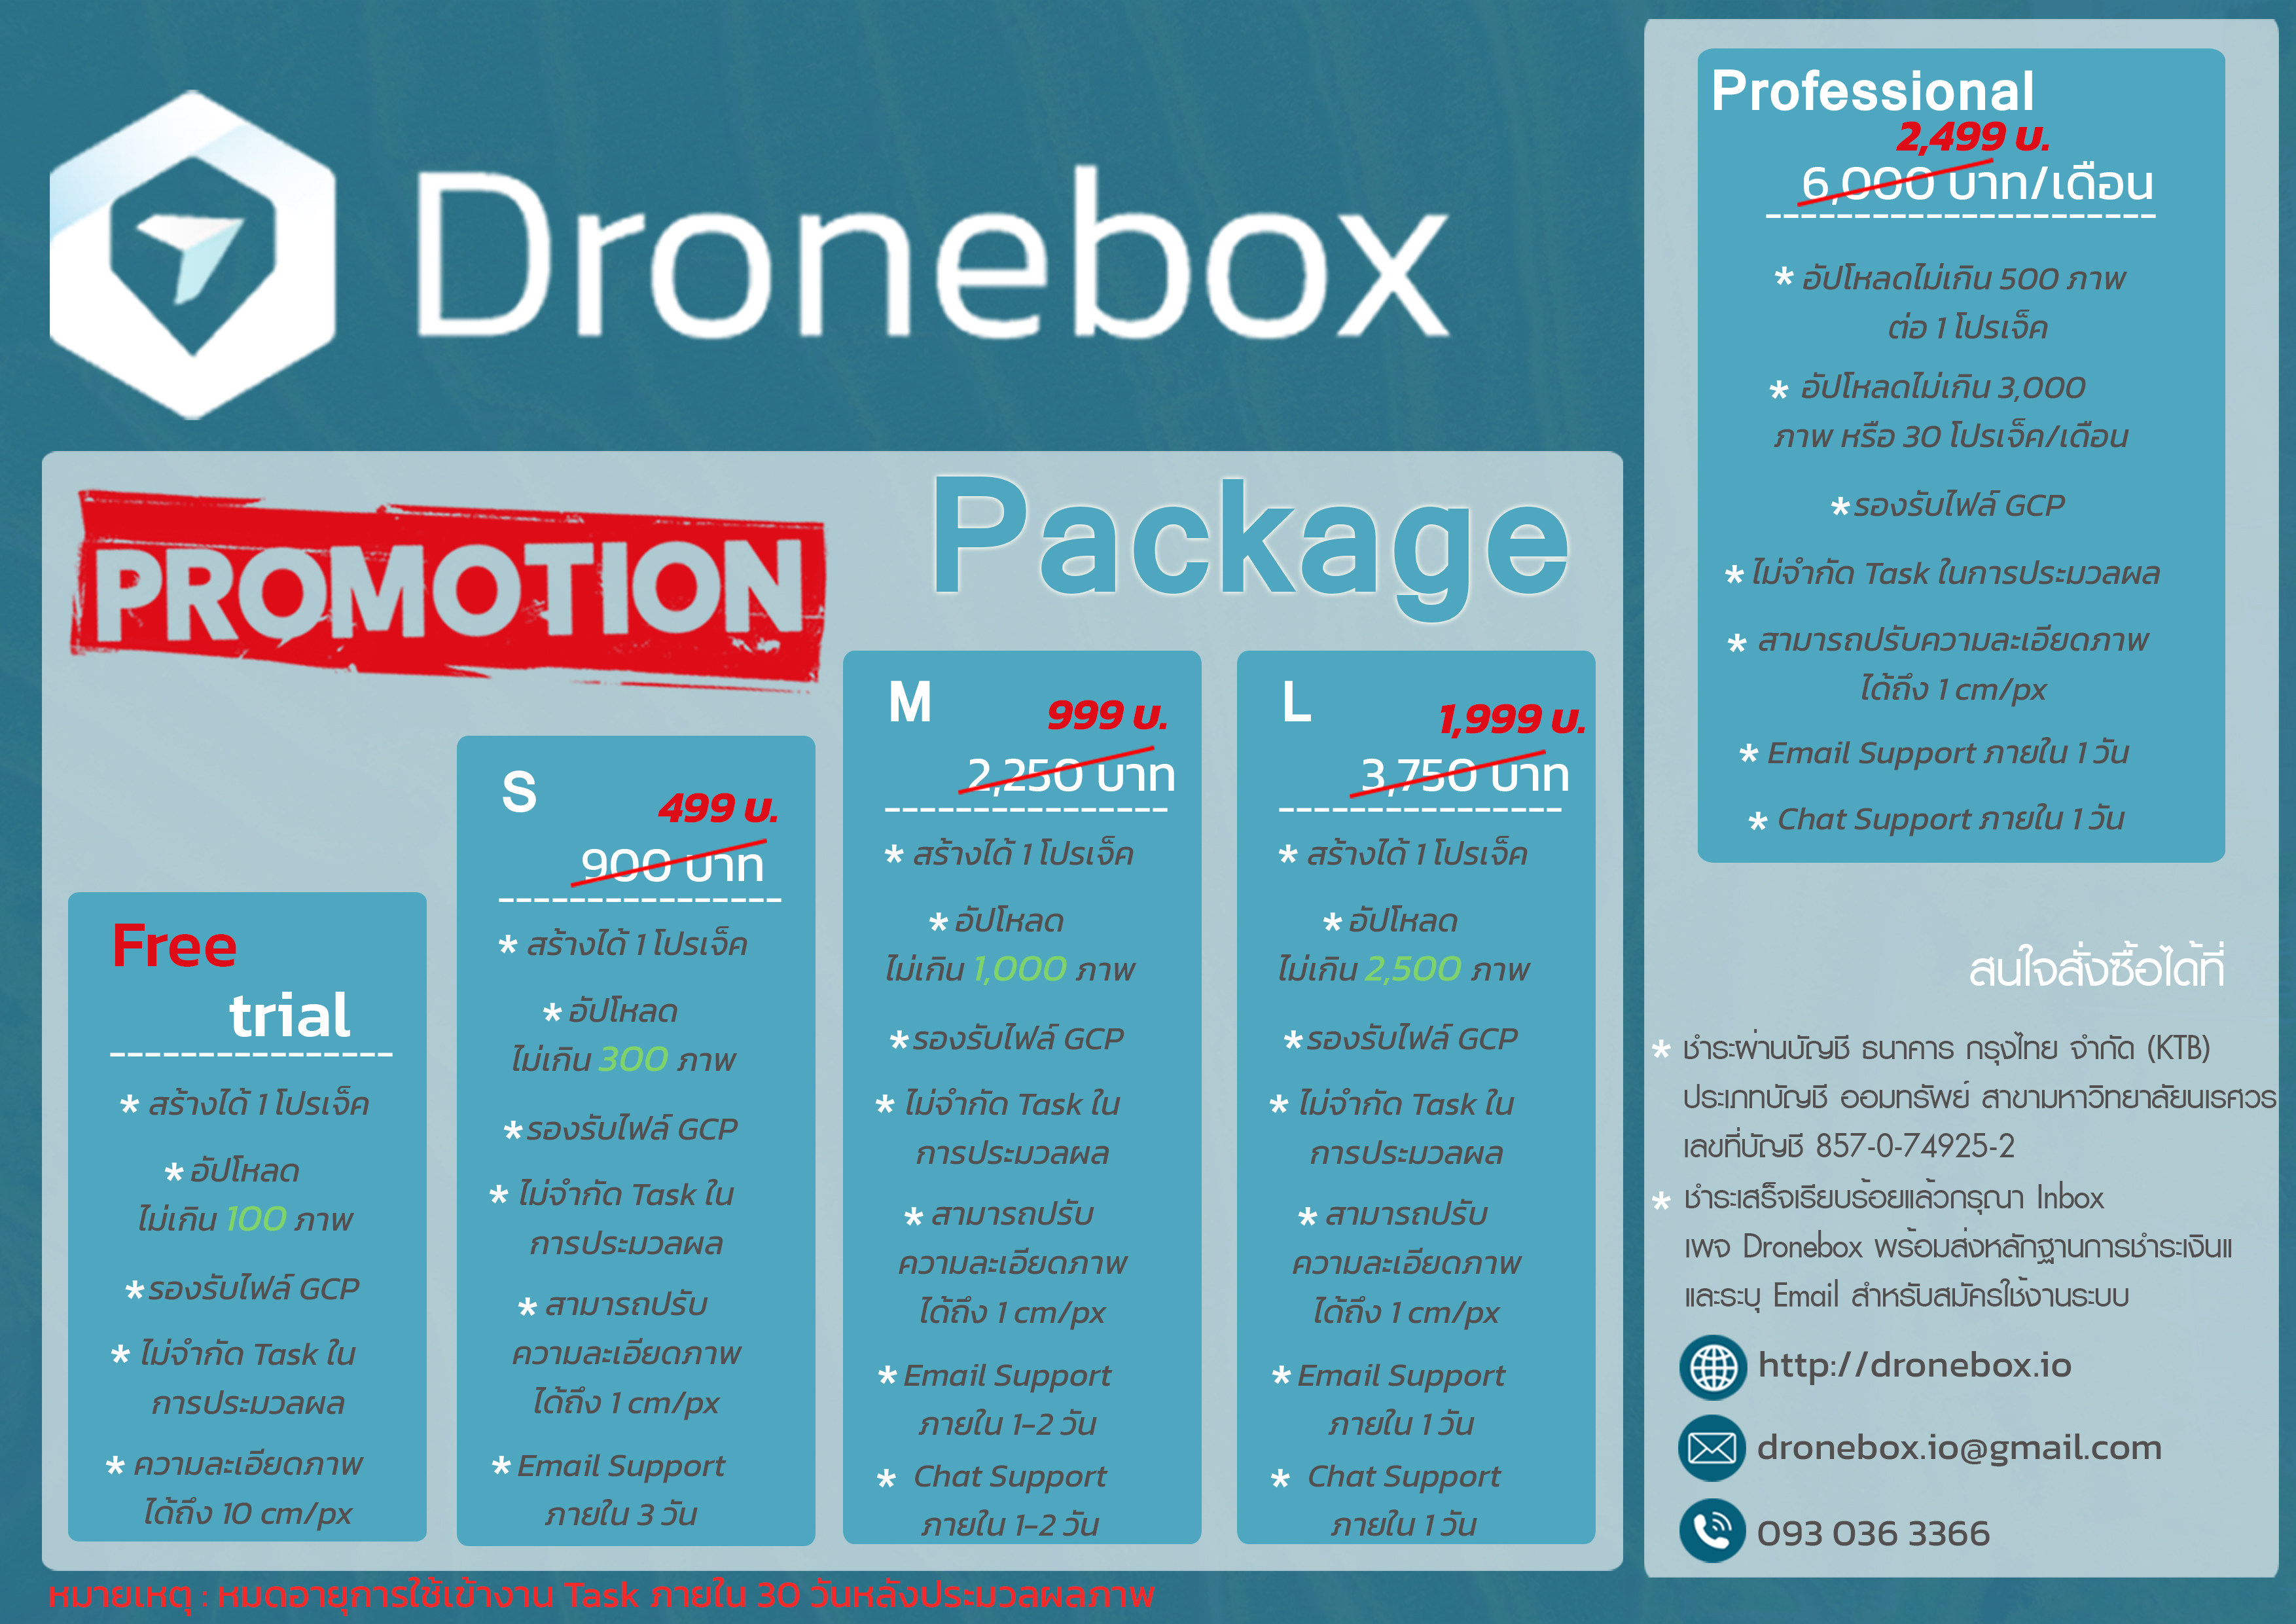 Dronebox
PROMOTION
Package
Free
trial
* สร้างได้ 1 โปรเจ็ค
* อัปโหลด
ไม่เกิน 100 ภาพ
* รองรับไฟล์ GCP
* ไม่จำกัด Task ใน
การประมวลผล
* ความละเอียดภาพ
ได้ถึง 10 cm/px
S
499 บ.
900 บาท
* สร้างได้ 1 โปรเจ็ค
* อัปโหลด
ไม่เกิน 300 ภาพ
* รองรับไฟล์ GCP
* ไม่จำกัด Task ใน
การประมวลผล
* สามารถปรับ
ความละเอียดภาพ
ได้ถึง 1 cm/px
* Email Support
ภายใน 3 วัน
M
999 บ.
2,250 บาท
* สร้างได้ 1 โปรเจ็ค
* อัปโหลด
ไม่เกิน 1,000 ภาพ
* รองรับไฟล์ GCP
* ไม่จำกัด Task ใน
การประมวลผล
* สามารถปรับ
ความละเอียดภาพ
ได้ถึง 1 cm/px
* Email Support
ภายใน 1-2 วัน
* Chat Support
ภายใน 1-2 วัน
L
1,999 บ.
3,750 บาท
* สร้างได้ 1 โปรเจ็ค
* อัปโหลด
ไม่เกิน 2,500 ภาพ
* รองรับไฟล์ GCP
* ไม่จำกัด Task ใน
การประมวลผล
* สามารถปรับ
ความละเอียดภาพ
ได้ถึง 1 cm/px
* Email Support
ภายใน 1 วัน
* Chat Support
ภายใน 1 วัน
หมายเหตุ : หมดอายุการใช้เข้างาน Task ภายใน 30 วันหลังประมวลผลภาพ
Professional
2,499 บ.
6,000 บาท/เดือน
* อัปโหลดไม่เกิน 500 ภาพ
ต่อ 1 โปรเจ็ค
* อัปโหลดไม่เกิน 3,000
ภาพ หรือ 30 โปรเจ็ค/เดือน
* รองรับไฟล์ GCP
* ไม่จำกัด Task ในการประมวลผล
* สามารถปรับความละเอียดภาพ
ได้ถึง 1 cm/px
* Email Support ภายใน 1 วัน
* Chat Support ภายใน 1 วัน
สนใจสั่งซื้อได้ที่
* ชำระผ่านบัญชี ธนาคาร กรุงไทย จำกัด (KTB)
ประเภทบัญชี ออมทรัพย์ สาขามหาวิทยาลัยนเรศวร
เลขที่บัญชี 857-0-74925-2
* ชำระเสร็จเรียบร้อยแล้วกรุณา Inbox
เพจ Dronebox พร้อมส่งหลักฐานการชำระเงินแ
และระบุ Email สำหรับสมัครใช้งานระบบ
http://dronebox.io
dronebox.io@gmail.com
093 036 3366